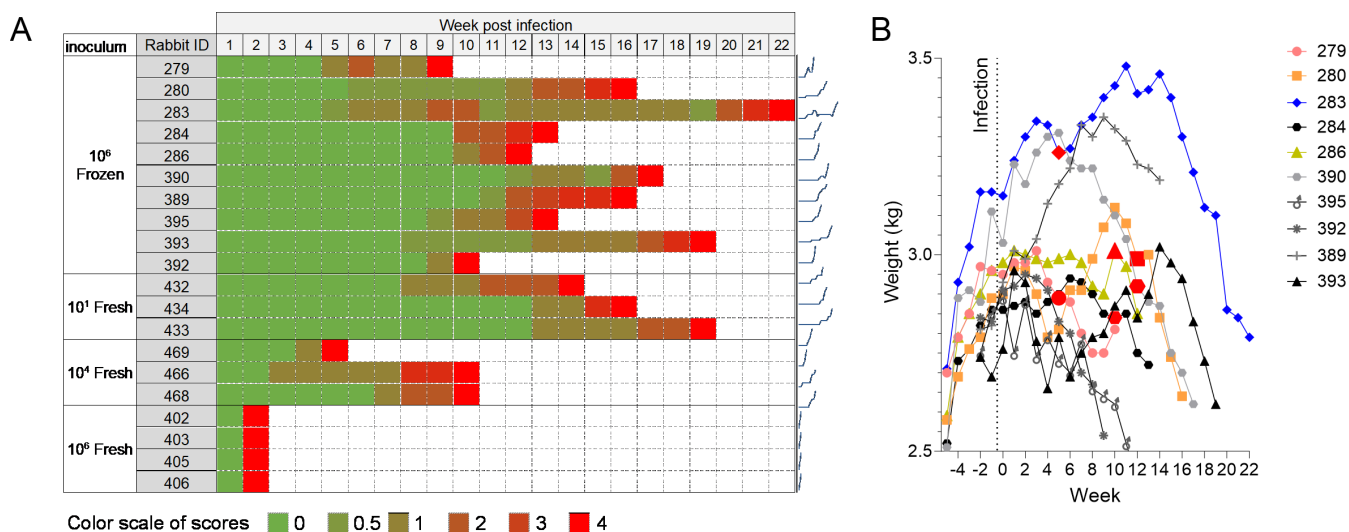 A
Week post infection
inoculum Rabbit ID 1 2 3 4 5 6 7 8 9 10 11 12 13 14 15 16 17 18 19 20 21 22
10⁶ Frozen
279
280
283
284
286
390
389
395
393
392
10¹ Fresh
432
434
433
10⁴ Fresh
469
466
468
10⁶ Fresh
402
403
405
406
Color scale of scores 0 0.5 1 2 3 4
B
Infection
Weight (kg)
3.5
3.0
2.5
-4 -2 0 2 4 6 8 10 12 14 16 18 20 22
Week
279
280
283
284
286
390
395
392
389
393